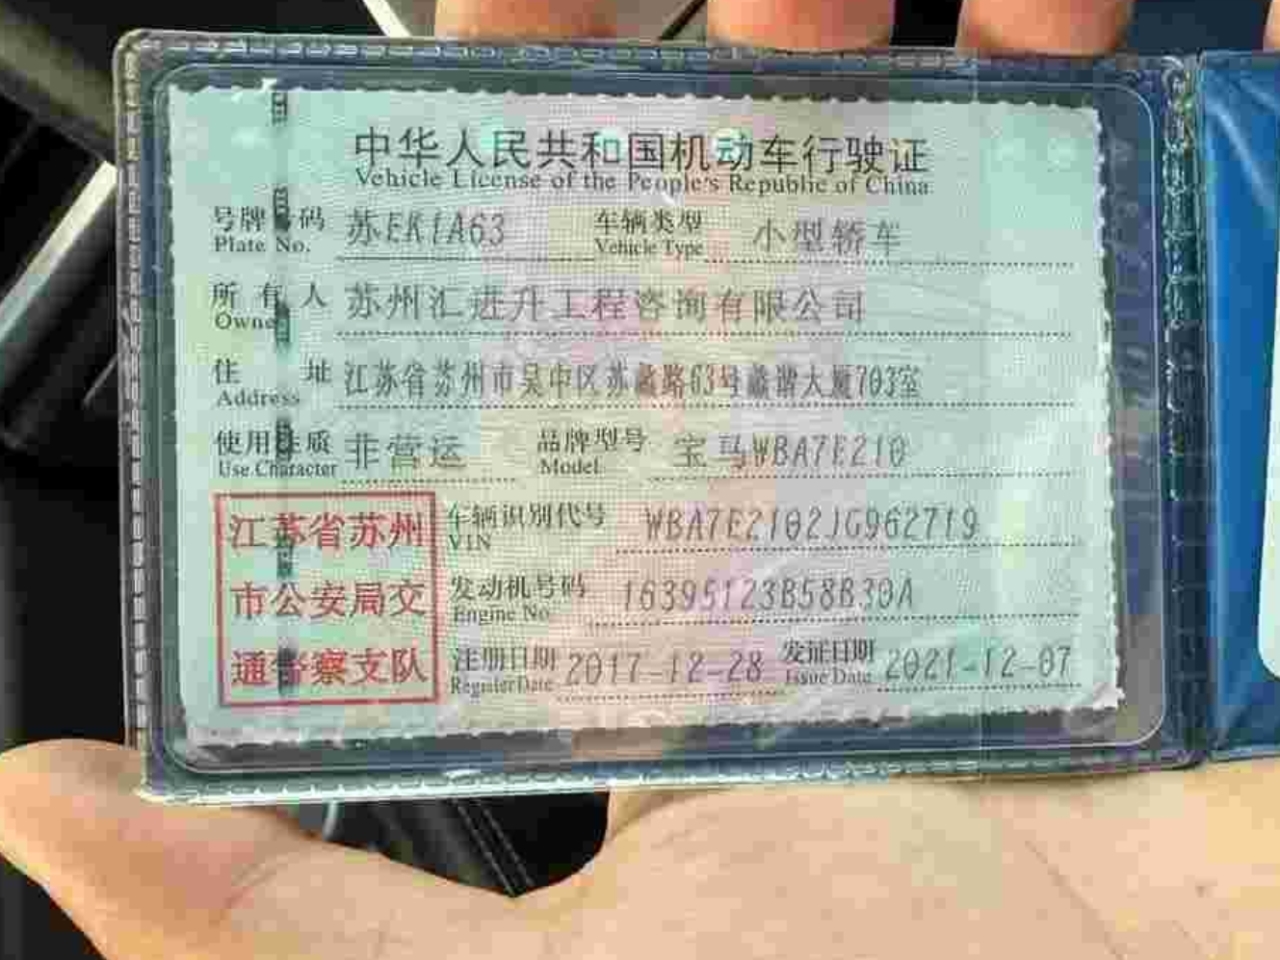 中华人民共和国机动车行驶证
Vehicle License of the People's Republic of China
号牌号码 苏EK1A63 车辆类型 小型轿车
Plate No. Vehicle Type
所有人 苏州汇进升工程咨询有限公司
Owner
住址 江苏省苏州市吴中区苏蠡路63号蠡谐大厦703室
Address
使用性质 非营运 品牌型号 宝马WBA7E210
Use Character Model
江苏省苏州 车辆识别代号 WBA7E2102JG962719
VIN
市公安局交 发动机号码 16395123B58B30A
Engine No.
通警察支队 注册日期 2017-12-28 发证日期 2021-12-07
Register Date Issue Date